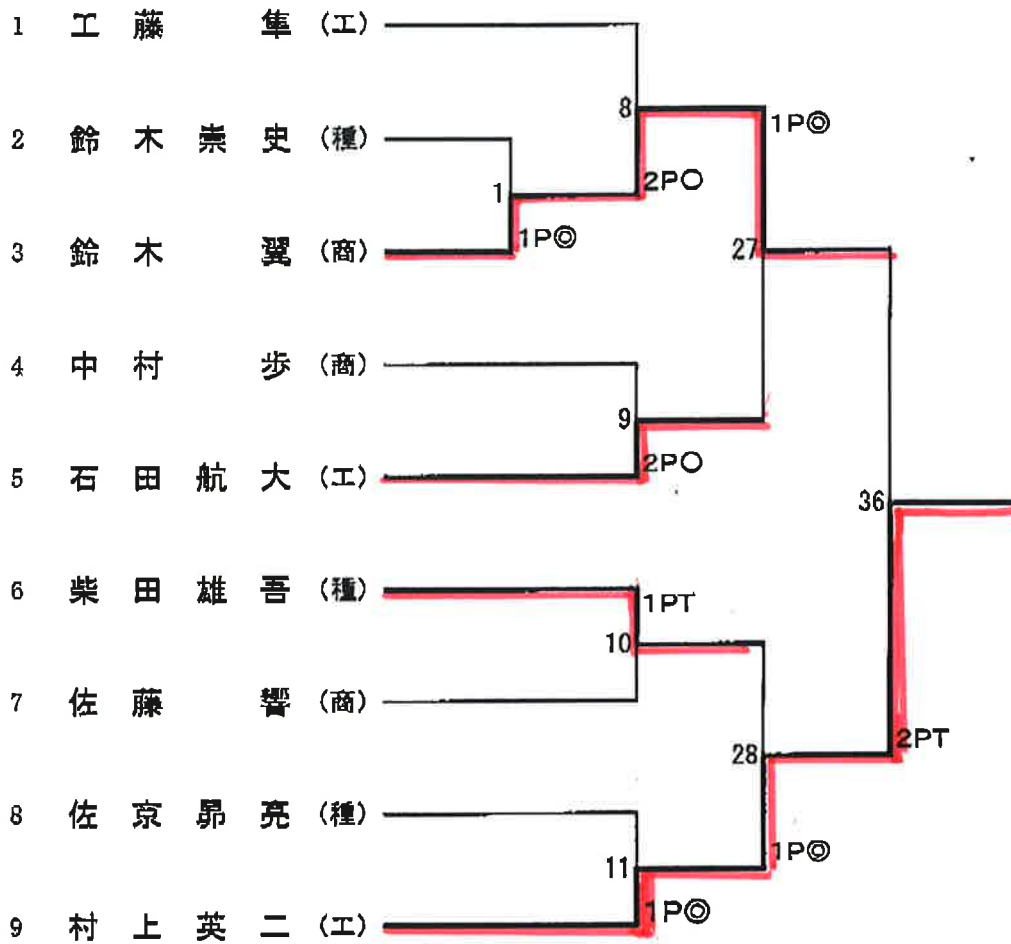 1 工藤 隼 (工)
8
1P◎
2 鈴木崇史 (種)
1
2P○
3 鈴木 翼 (商)
1P◎
27
4 中村 歩 (商)
9
5 石田航大 (工)
2P○
36
6 柴田雄吾 (種)
1PT
10
7 佐藤 響 (商)
28
2PT
8 佐京昴亮 (種)
11
1P◎
9 村上英二 (工)
1P◎